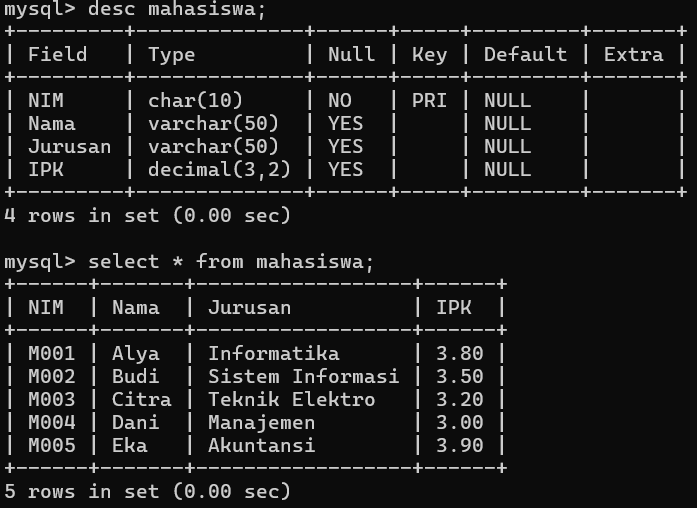 mysql> desc mahasiswa;
+---------+--------------+------+-----+---------+-------+
| Field   | Type         | Null | Key | Default | Extra |
+---------+--------------+------+-----+---------+-------+
| NIM     | char(10)     | NO   | PRI | NULL    |       |
| Nama    | varchar(50)  | YES  |     | NULL    |       |
| Jurusan | varchar(50)  | YES  |     | NULL    |       |
| IPK     | decimal(3,2) | YES  |     | NULL    |       |
+---------+--------------+------+-----+---------+-------+
4 rows in set (0.00 sec)

mysql> select * from mahasiswa;
+------+-------+------------------+------+
| NIM  | Nama  | Jurusan          | IPK  |
+------+-------+------------------+------+
| M001 | Alya  | Informatika      | 3.80 |
| M002 | Budi  | Sistem Informasi | 3.50 |
| M003 | Citra | Teknik Elektro   | 3.20 |
| M004 | Dani  | Manajemen        | 3.00 |
| M005 | Eka   | Akuntansi        | 3.90 |
+------+-------+------------------+------+
5 rows in set (0.00 sec)